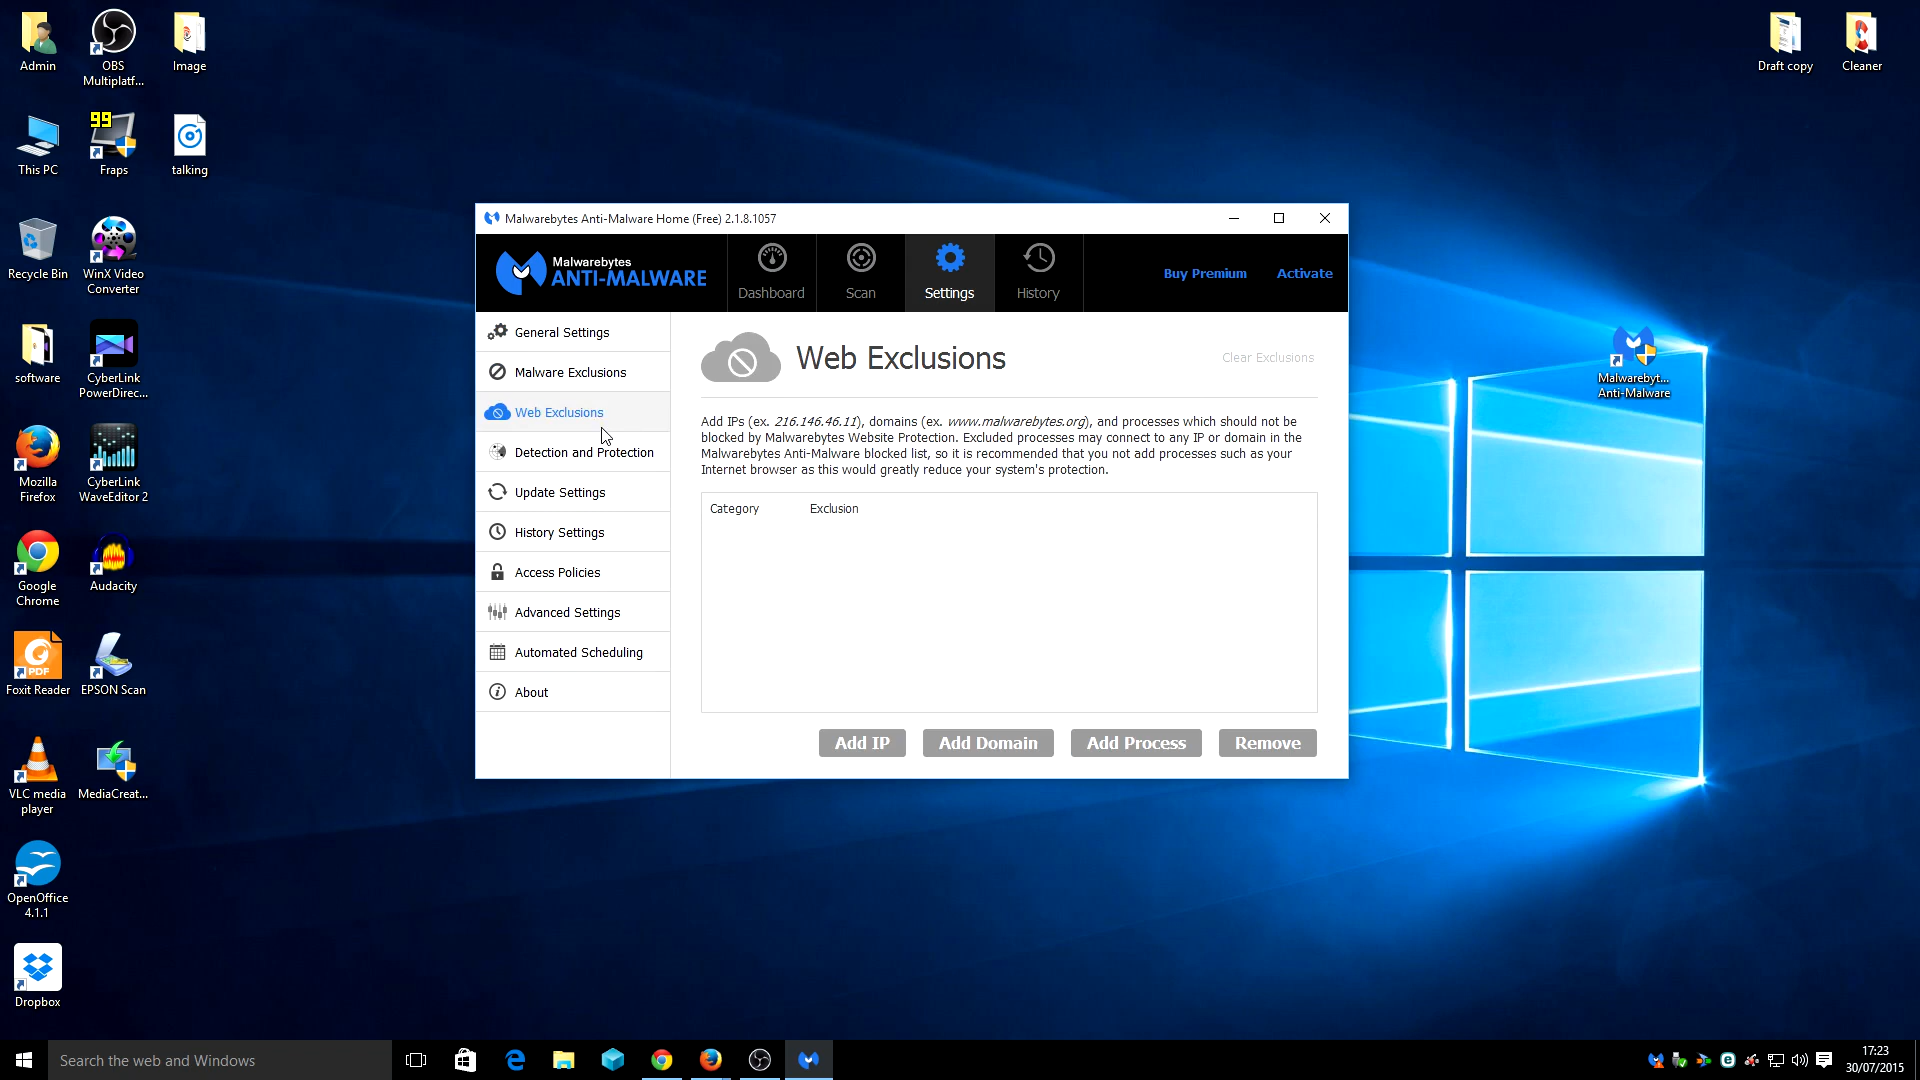 Admin
OBS
Multiplatf...
Image
Draft copy
Cleaner
This PC
99
Fraps
talking
Recycle Bin
WinX Video
Converter
software
CyberLink
PowerDirec...
Mozilla
Firefox
CyberLink
WaveEditor 2
Google
Chrome
Audacity
PDF
Foxit Reader
EPSON Scan
VLC media
player
MediaCreat...
OpenOffice
4.1.1
Dropbox
Malwarebyt...
Anti-Malware
Malwarebytes Anti-Malware Home (Free) 2.1.8.1057
Malwarebytes
ANTI-MALWARE
Dashboard
Scan
Settings
History
Buy Premium
Activate
General Settings
Malware Exclusions
Web Exclusions
Detection and Protection
Update Settings
History Settings
Access Policies
Advanced Settings
Automated Scheduling
About
Web Exclusions
Clear Exclusions
Add IPs (ex. 216.146.46.11), domains (ex. www.malwarebytes.org), and processes which should not be
blocked by Malwarebytes Website Protection. Excluded processes may connect to any IP or domain in the
Malwarebytes Anti-Malware blocked list, so it is recommended that you not add processes such as your
Internet browser as this would greatly reduce your system's protection.
Category
Exclusion
Add IP
Add Domain
Add Process
Remove
Search the web and Windows
17:23
30/07/2015